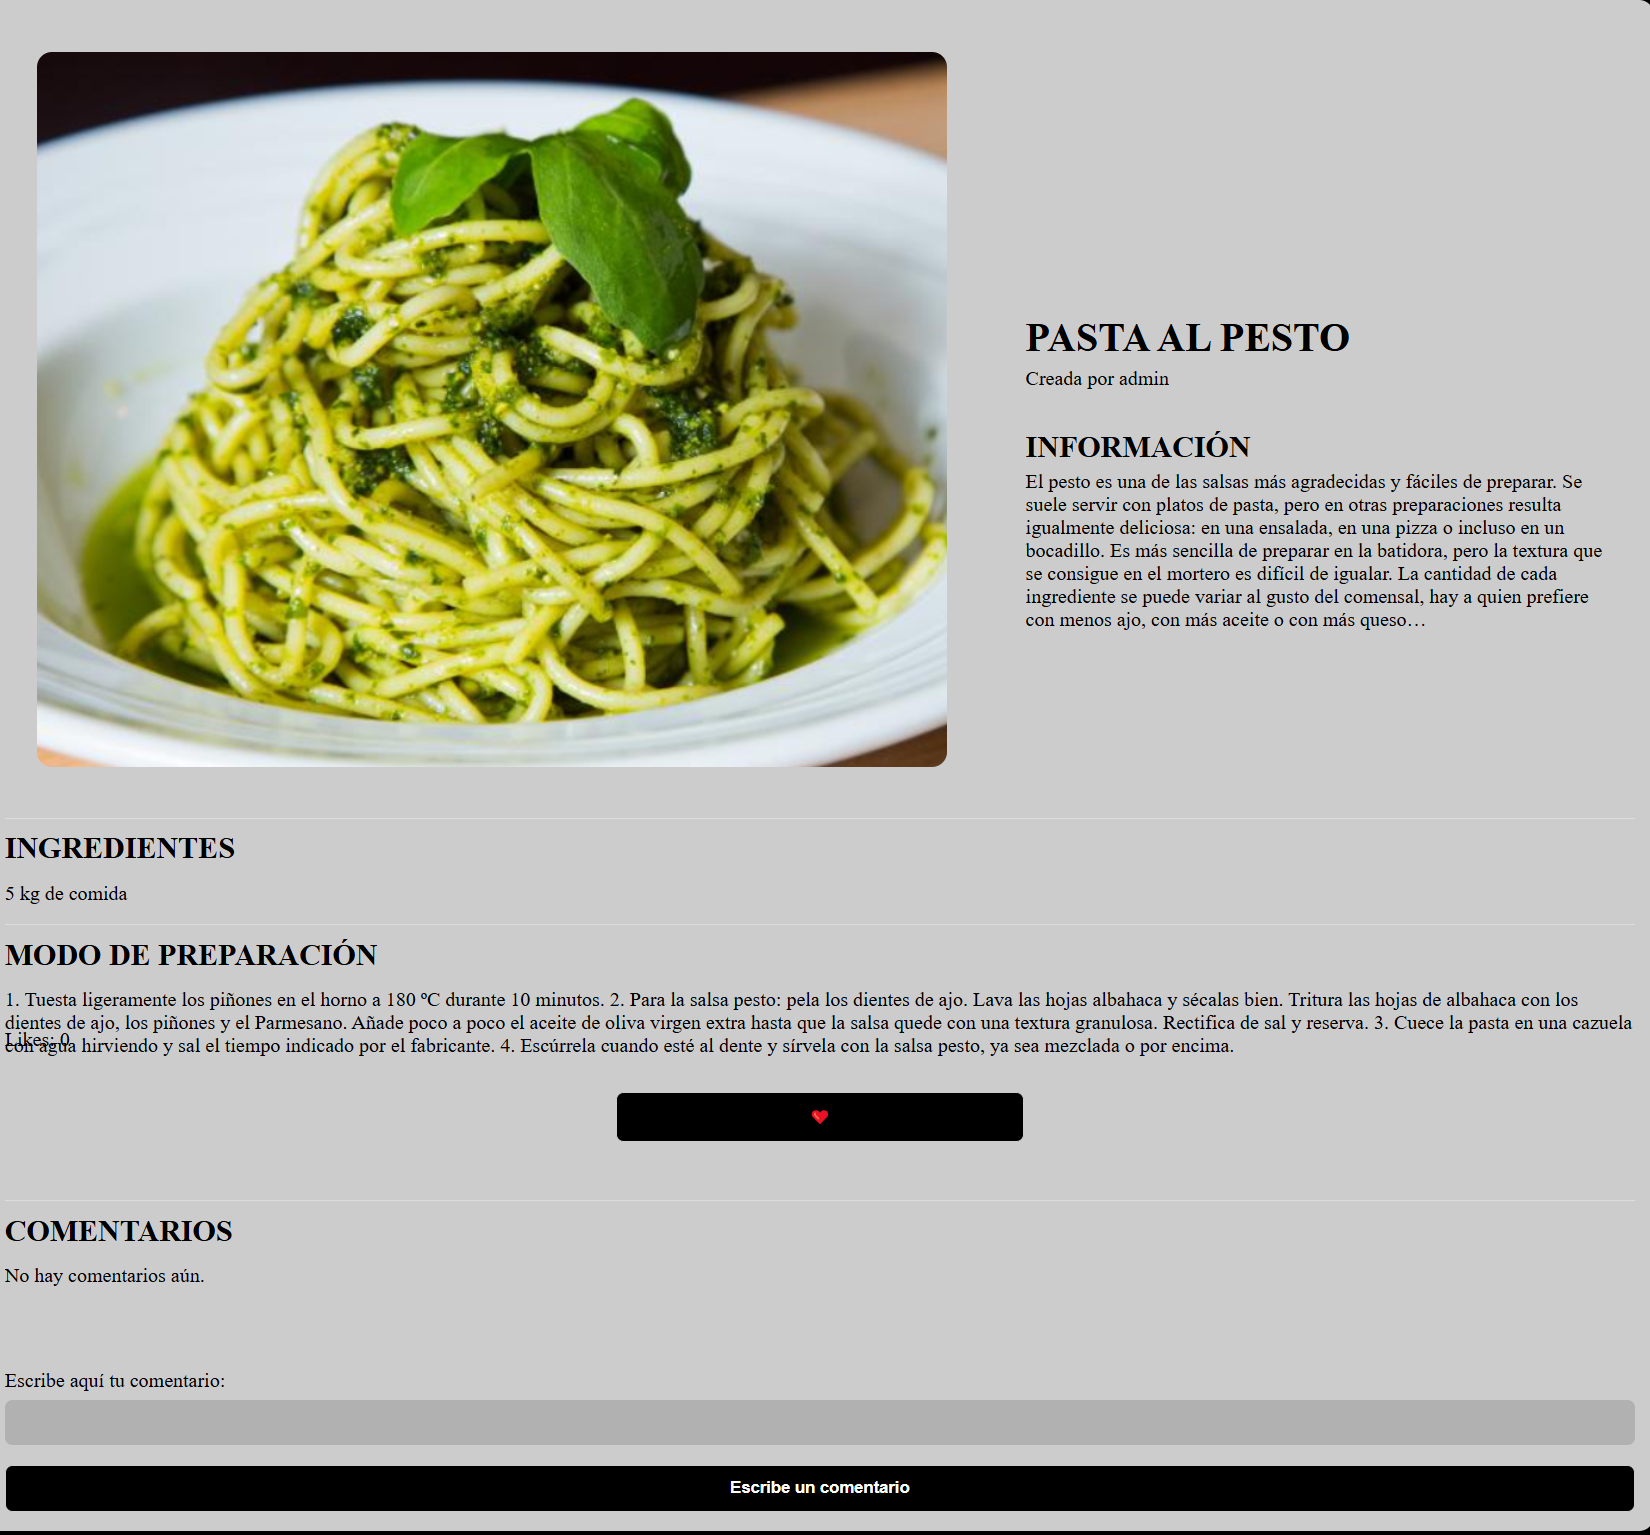 PASTA AL PESTO
Creada por admin
INFORMACIÓN
El pesto es una de las salsas más agradecidas y fáciles de preparar. Se
suele servir con platos de pasta, pero en otras preparaciones resulta
igualmente deliciosa: en una ensalada, en una pizza o incluso en un
bocadillo. Es más sencilla de preparar en la batidora, pero la textura que
se consigue en el mortero es difícil de igualar. La cantidad de cada
ingrediente se puede variar al gusto del comensal, hay a quien prefiere
con menos ajo, con más aceite o con más queso…
INGREDIENTES
5 kg de comida
MODO DE PREPARACIÓN
1. Tuesta ligeramente los piñones en el horno a 180 ºC durante 10 minutos. 2. Para la salsa pesto: pela los dientes de ajo. Lava las hojas albahaca y sécalas bien. Tritura las hojas de albahaca con los
dientes de ajo, los piñones y el Parmesano. Añade poco a poco el aceite de oliva virgen extra hasta que la salsa quede con una textura granulosa. Rectifica de sal y reserva. 3. Cuece la pasta en una cazuela
Likes: 0
con agua hirviendo y sal el tiempo indicado por el fabricante. 4. Escúrrela cuando esté al dente y sírvela con la salsa pesto, ya sea mezclada o por encima.
COMENTARIOS
No hay comentarios aún.
Escribe aquí tu comentario:
Escribe un comentario